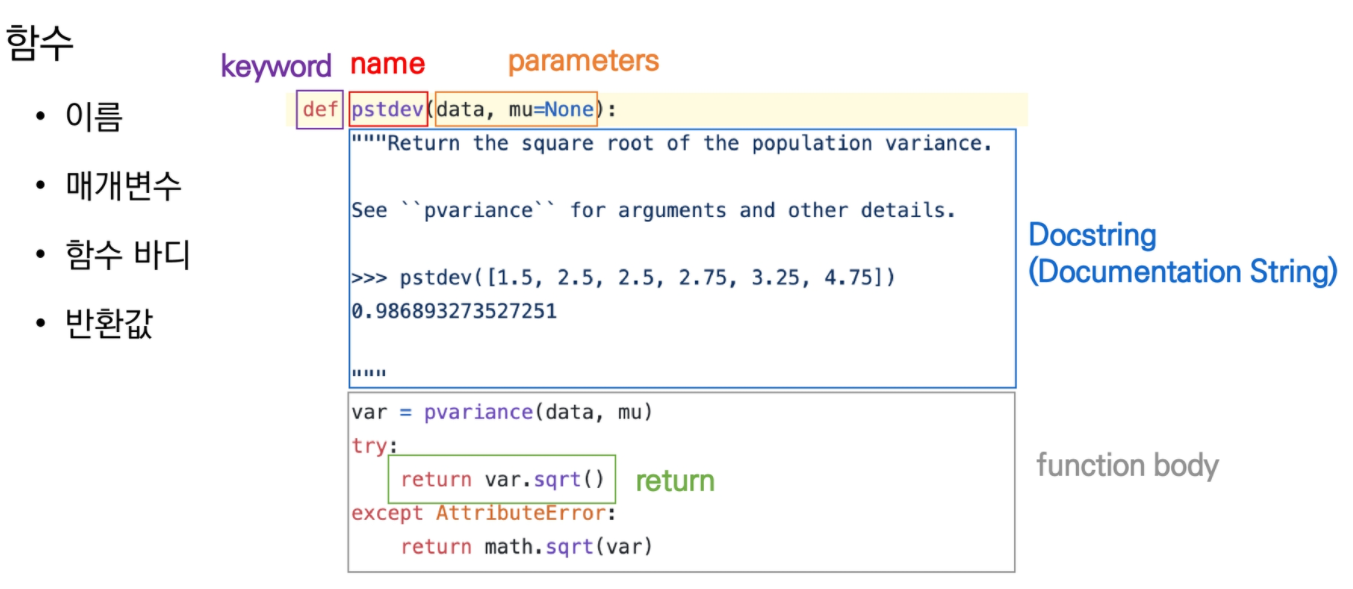 함수
• 이름
• 매개변수
• 함수 바디
• 반환값
keyword name parameters
def pstdev(data, mu=None):
"""Return the square root of the population variance.
See ``pvariance`` for arguments and other details.
>>> pstdev([1.5, 2.5, 2.5, 2.75, 3.25, 4.75])
0.986893273527251
"""
Docstring
(Documentation String)
var = pvariance(data, mu)
try:
return var.sqrt() return
except AttributeError:
return math.sqrt(var)
function body